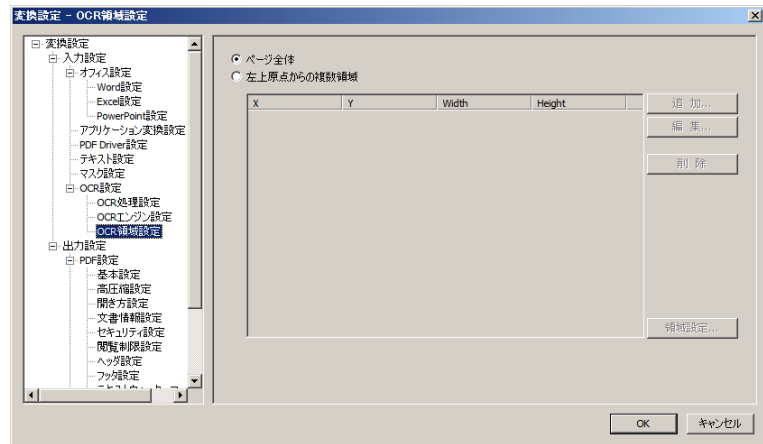 変換設定 - OCR領域設定
変換設定
入力設定
オフィス設定
Word設定
Excel設定
PowerPoint設定
アプリケーション変換設定
PDF Driver設定
テキスト設定
マスク設定
OCR設定
OCR処理設定
OCRエンジン設定
OCR領域設定
出力設定
PDF設定
基本設定
高圧縮設定
開き方設定
文書情報設定
セキュリティ設定
閲覧制限設定
ヘッダ設定
フッタ設定
ページ全体
左上原点からの複数領域
X Y Width Height
追 加...
編 集...
削 除
領域設定...
OK キャンセル